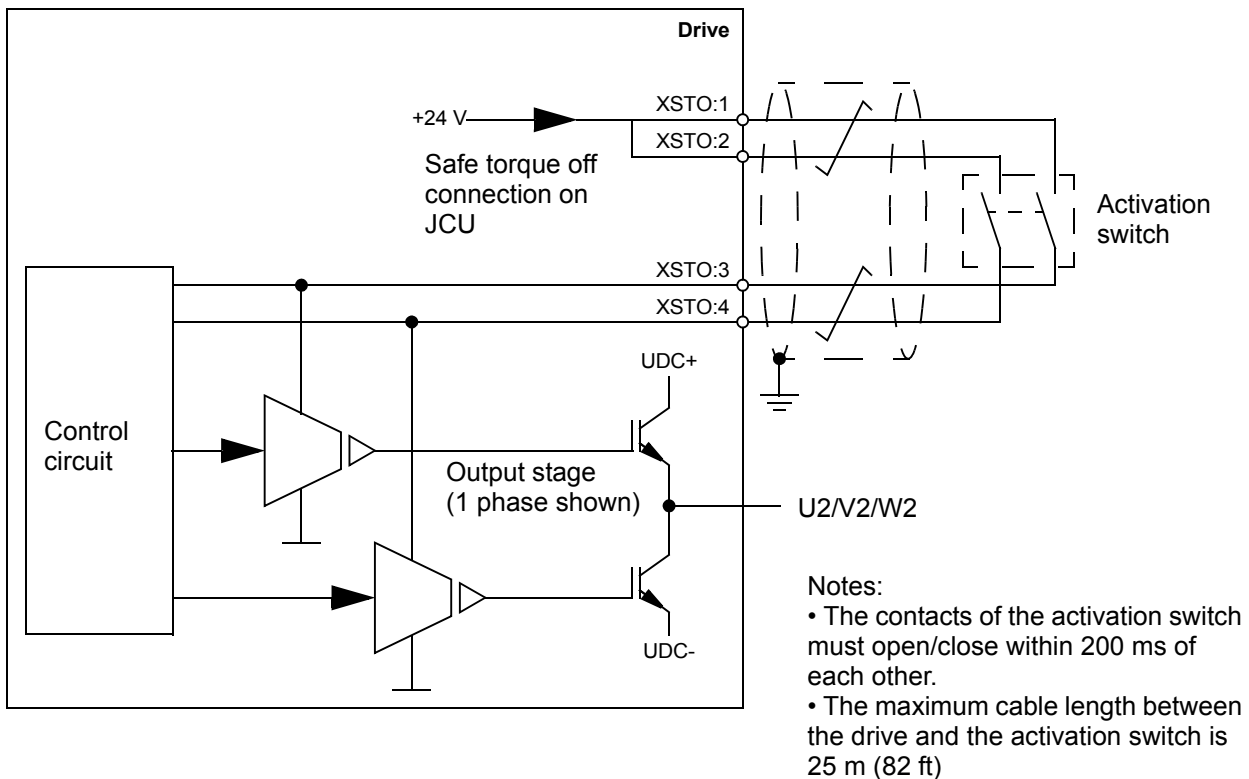 Drive
XSTO:1
+24 V
XSTO:2
Safe torque off
connection on
JCU
Activation
switch
XSTO:3
XSTO:4
UDC+
Control
circuit
Output stage
(1 phase shown)
U2/V2/W2
UDC-
Notes:
• The contacts of the activation switch
must open/close within 200 ms of
each other.
• The maximum cable length between
the drive and the activation switch is
25 m (82 ft)